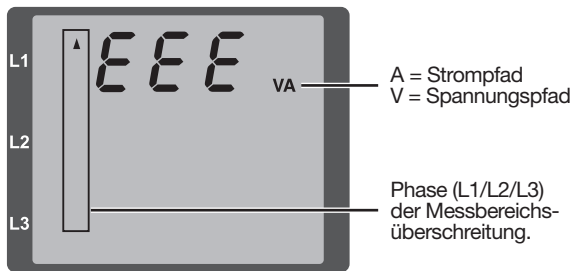 L1
EEE
VA
L2
L3
A = Strompfad
V = Spannungspfad
Phase (L1/L2/L3)
der Messbereichs-
überschreitung.